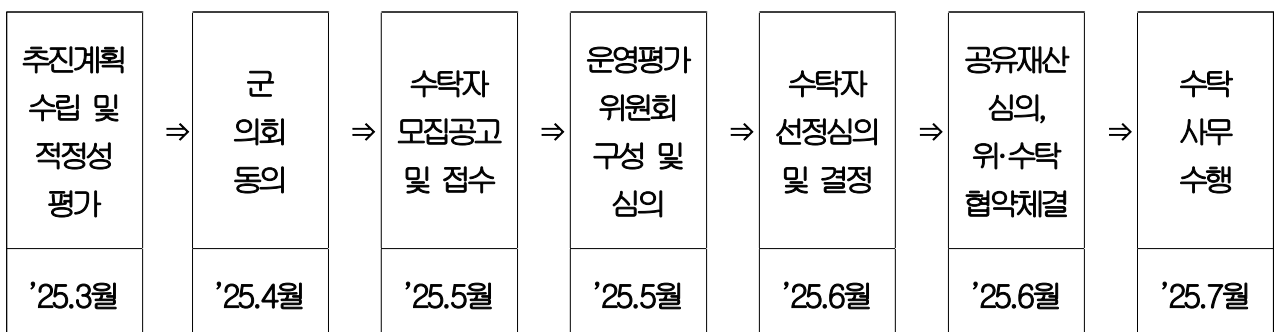 추진계획
수립 및
적정성
평가
⇒
군
의회
동의
⇒
수탁자
모집공고
및 접수
⇒
운영평가
위원회
구성 및
심의
⇒
수탁자
선정심의
및 결정
⇒
공유재산
심의,
위·수탁
협약체결
⇒
수탁
사무
수행
’25.3월
’25.4월
’25.5월
’25.5월
’25.6월
’25.6월
’25.7월